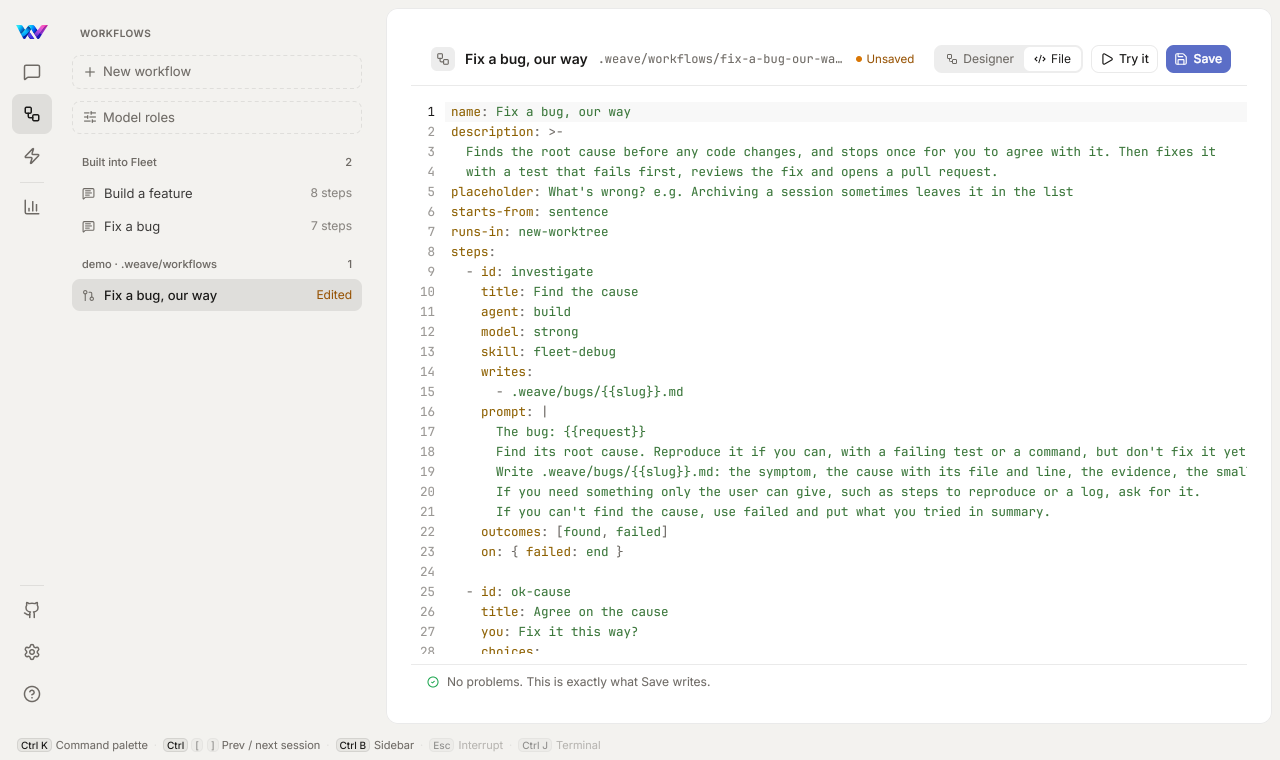 WORKFLOWS
New workflow
Model roles
Built into Fleet 2
Build a feature 8 steps
Fix a bug 7 steps
demo · .weave/workflows 1
Fix a bug, our way Edited
Fix a bug, our way .weave/workflows/fix-a-bug-our-wa… Unsaved Designer File Try it Save
1 name: Fix a bug, our way
2 description: >-
3 Finds the root cause before any code changes, and stops once for you to agree with it. Then fixes it
4 with a test that fails first, reviews the fix and opens a pull request.
5 placeholder: What's wrong? e.g. Archiving a session sometimes leaves it in the list
6 starts-from: sentence
7 runs-in: new-worktree
8 steps:
9 - id: investigate
10 title: Find the cause
11 agent: build
12 model: strong
13 skill: fleet-debug
14 writes:
15 - .weave/bugs/{{slug}}.md
16 prompt: |
17 The bug: {{request}}
18 Find its root cause. Reproduce it if you can, with a failing test or a command, but don't fix it yet
19 Write .weave/bugs/{{slug}}.md: the symptom, the cause with its file and line, the evidence, the smal
20 If you need something only the user can give, such as steps to reproduce or a log, ask for it.
21 If you can't find the cause, use failed and put what you tried in summary.
22 outcomes: [found, failed]
23 on: { failed: end }
24
25 - id: ok-cause
26 title: Agree on the cause
27 you: Fix it this way?
28 choices:
No problems. This is exactly what Save writes.
Ctrl K Command palette · Ctrl [ ] Prev / next session · Ctrl B Sidebar · Esc Interrupt · Ctrl J Terminal